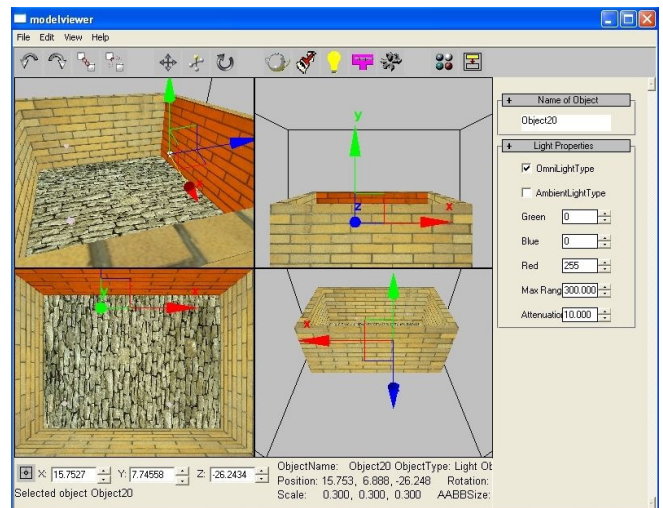 modelviewer
File Edit View Help
y
x
z
x
y
x
x
+ Name of Object
Object20
+ Light Properties
OmniLightType
AmbientLightType
Green 0
Blue 0
Red 255
Max Rang 300.000
Attenuatio 10.000
X: 15.7527 Y: 7.74558 Z: -26.2434
Selected object Object20
ObjectName: Object20 ObjectType: Light Ob
Position: 15.753, 6.888, -26.248 Rotation:
Scale: 0.300, 0.300, 0.300 AABBSize: